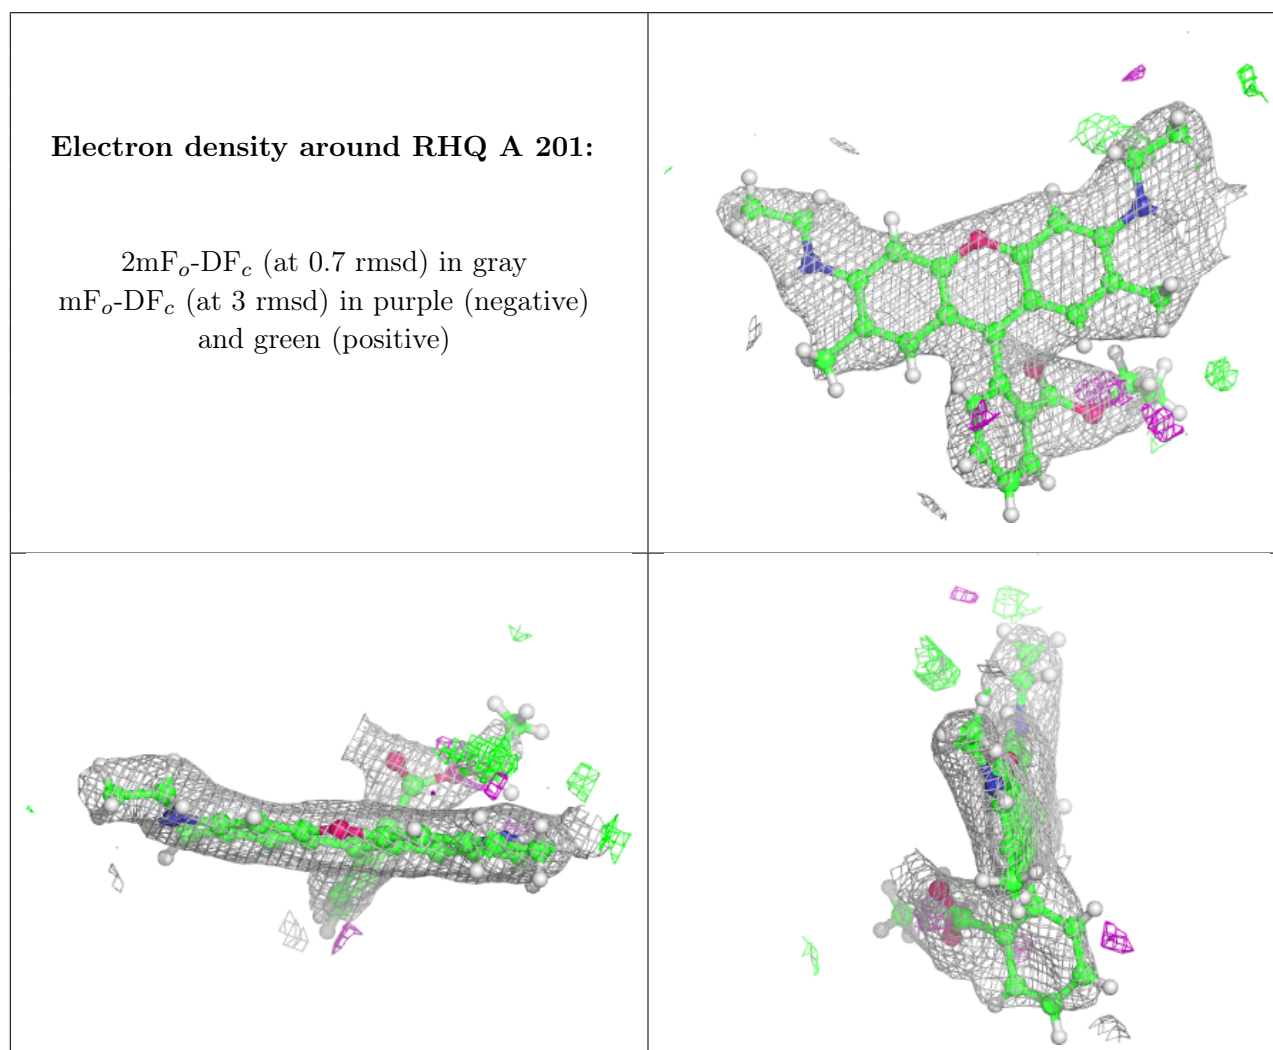 Electron density around RHQ A 201:
2mFo-DFc (at 0.7 rmsd) in gray
mFo-DFc (at 3 rmsd) in purple (negative)
and green (positive)